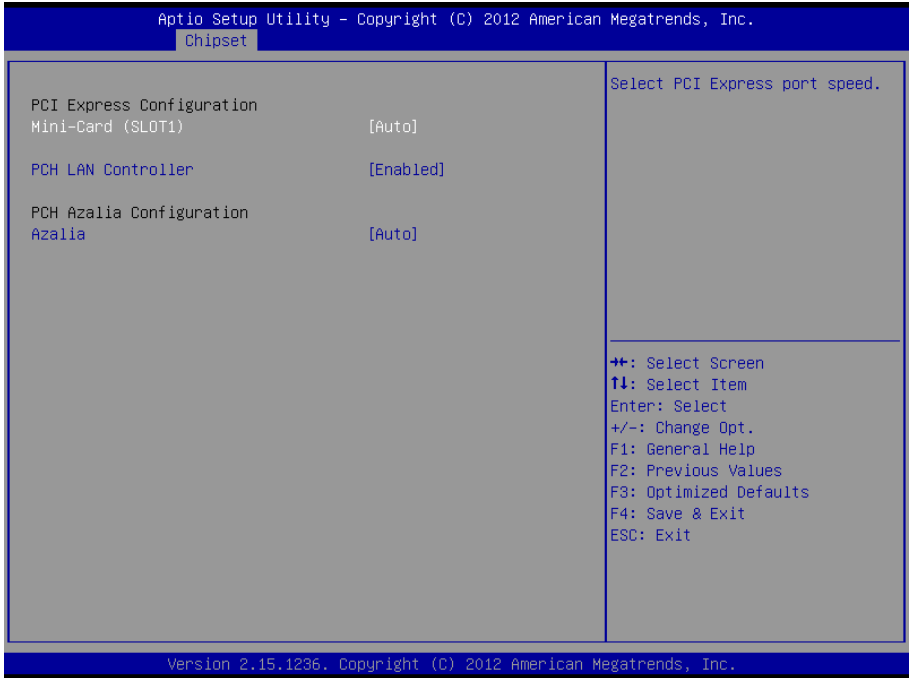 Aptio Setup Utility – Copyright (C) 2012 American Megatrends, Inc.
Chipset
PCI Express Configuration
Mini-Card (SLOT1) [Auto]
PCH LAN Controller [Enabled]
PCH Azalia Configuration
Azalia [Auto]
Select PCI Express port speed.
→←: Select Screen
↑↓: Select Item
Enter: Select
+/-: Change Opt.
F1: General Help
F2: Previous Values
F3: Optimized Defaults
F4: Save & Exit
ESC: Exit
Version 2.15.1236. Copyright (C) 2012 American Megatrends, Inc.